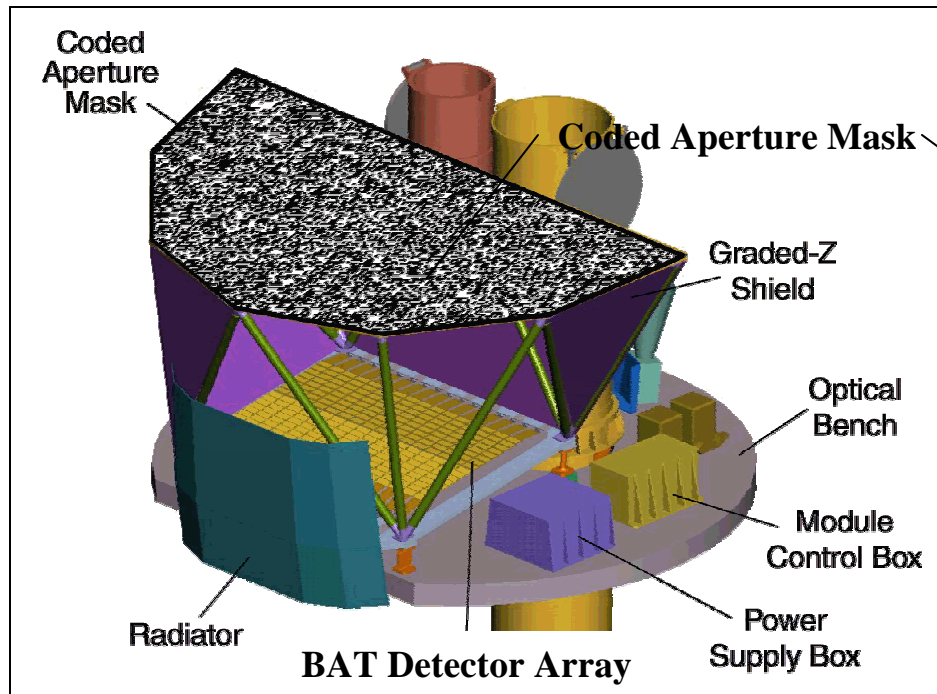 Coded
Aperture
Mask
Coded Aperture Mask
Graded-Z
Shield
Optical
Bench
Module
Control Box
Power
Supply Box
Radiator
BAT Detector Array